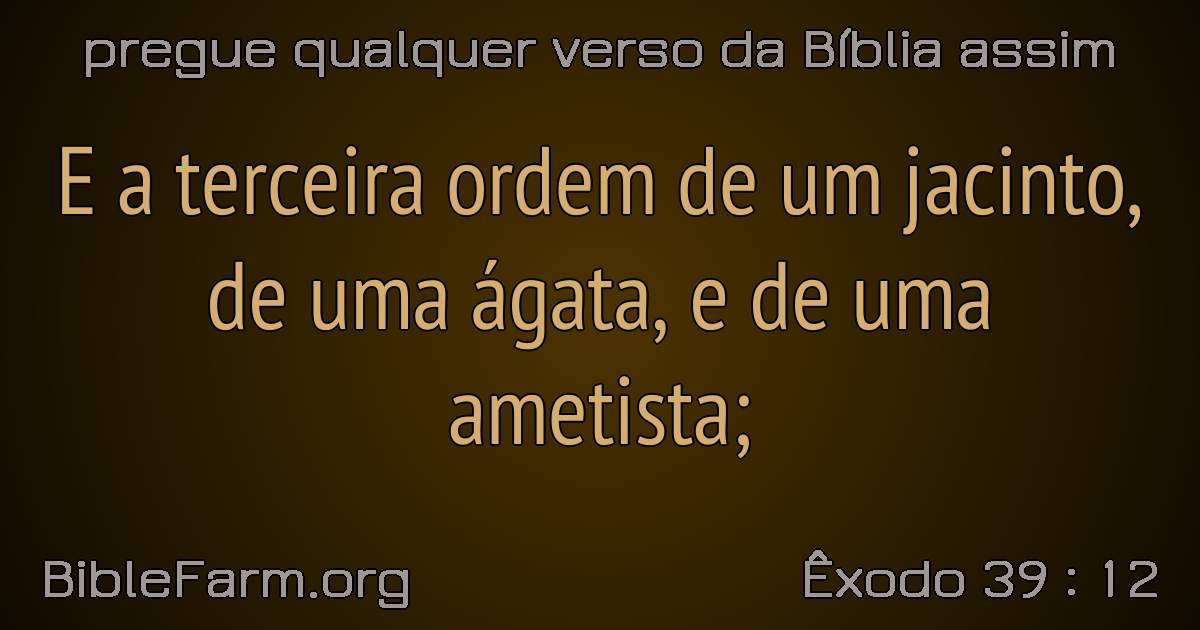 pregue qualquer verso da Bíblia assim
E a terceira ordem de um jacinto,
de uma ágata, e de uma
ametista;
BibleFarm.org
Êxodo 39 : 12